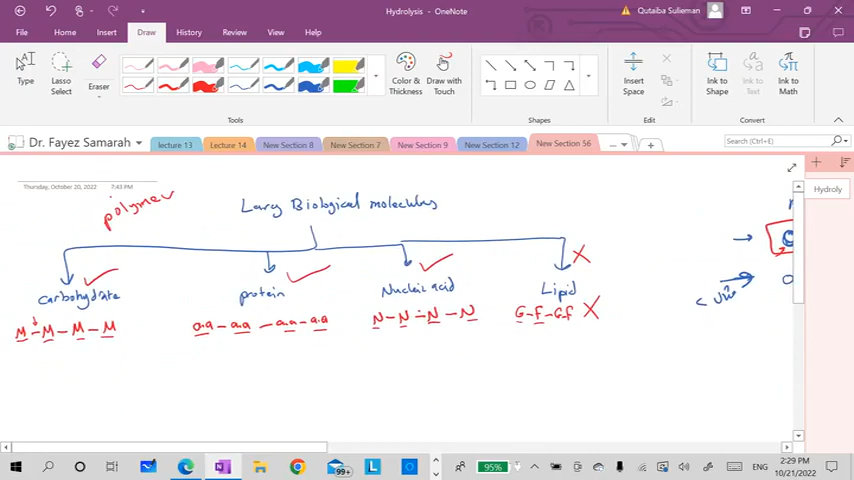 Hydrolysis - OneNote
Qutaiba Sulieman
File Home Insert Draw History Review View Help
Type
Lasso Select
Eraser
Color & Thickness
Draw with Touch
Insert Space
Ink to Shape
Ink to Text
Ink to Math
Tools Shapes Edit Convert
Dr. Fayez Samarah lecture 13 Lecture 14 New Section 8 New Section 7 New Section 9 New Section 12 New Section 56
Search (Ctrl+E)
Hydroly
Thursday, October 20, 2022 7:43 PM
polymer
Larg Biological molecules
Carbohydrate protein Nucleic acid Lipid
M-M-M-M a.a-a.a-a.a-a.a N-N-N-N G-F-G-F
99+
95%
ENG
2:29 PM
10/21/2022